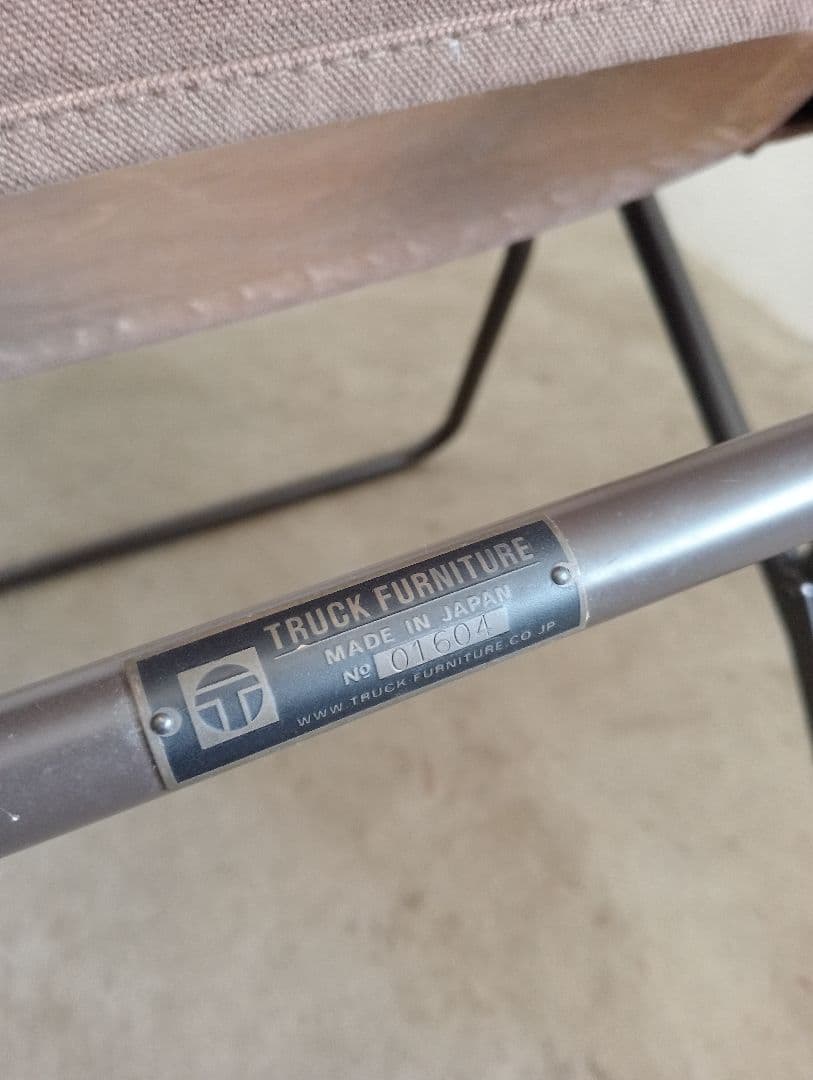 TRUCK FURNITURE
MADE IN JAPAN
No 01604
WWW.TRUCK-FURNITURE.CO.JP
T